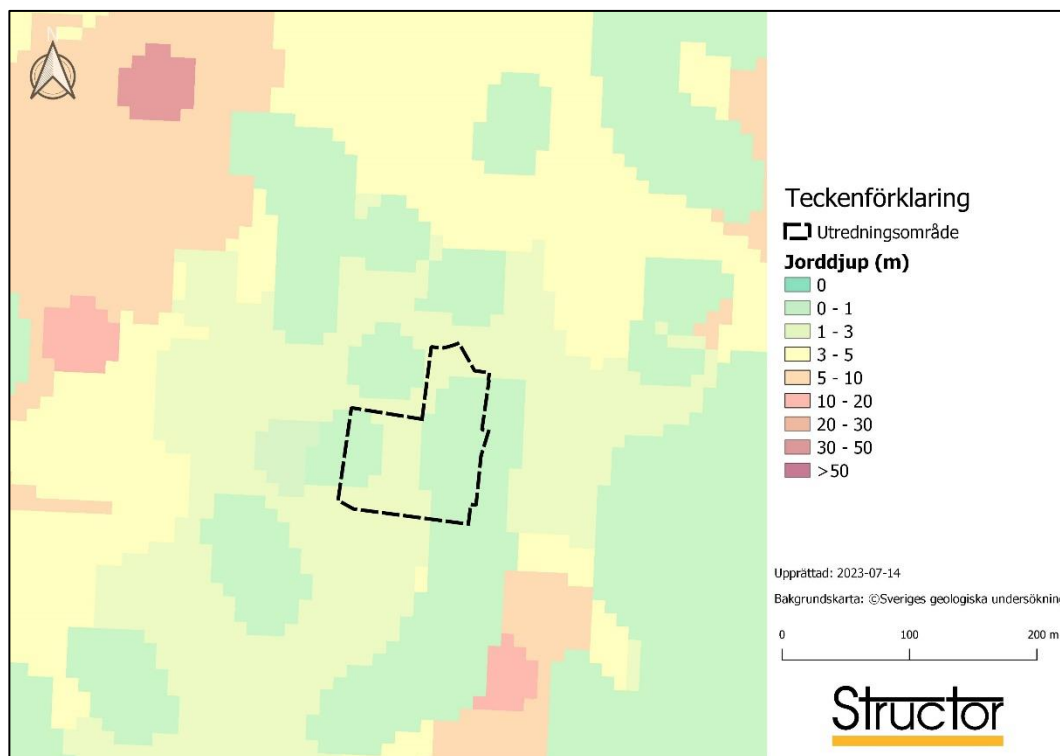 N
Teckenförklaring
Utredningsområde
Jorddjup (m)
0
0 - 1
1 - 3
3 - 5
5 - 10
10 - 20
20 - 30
30 - 50
>50
Upprättad: 2023-07-14
Bakgrundskarta: ©Sveriges geologiska undersöknin
0 100 200 m
Structor